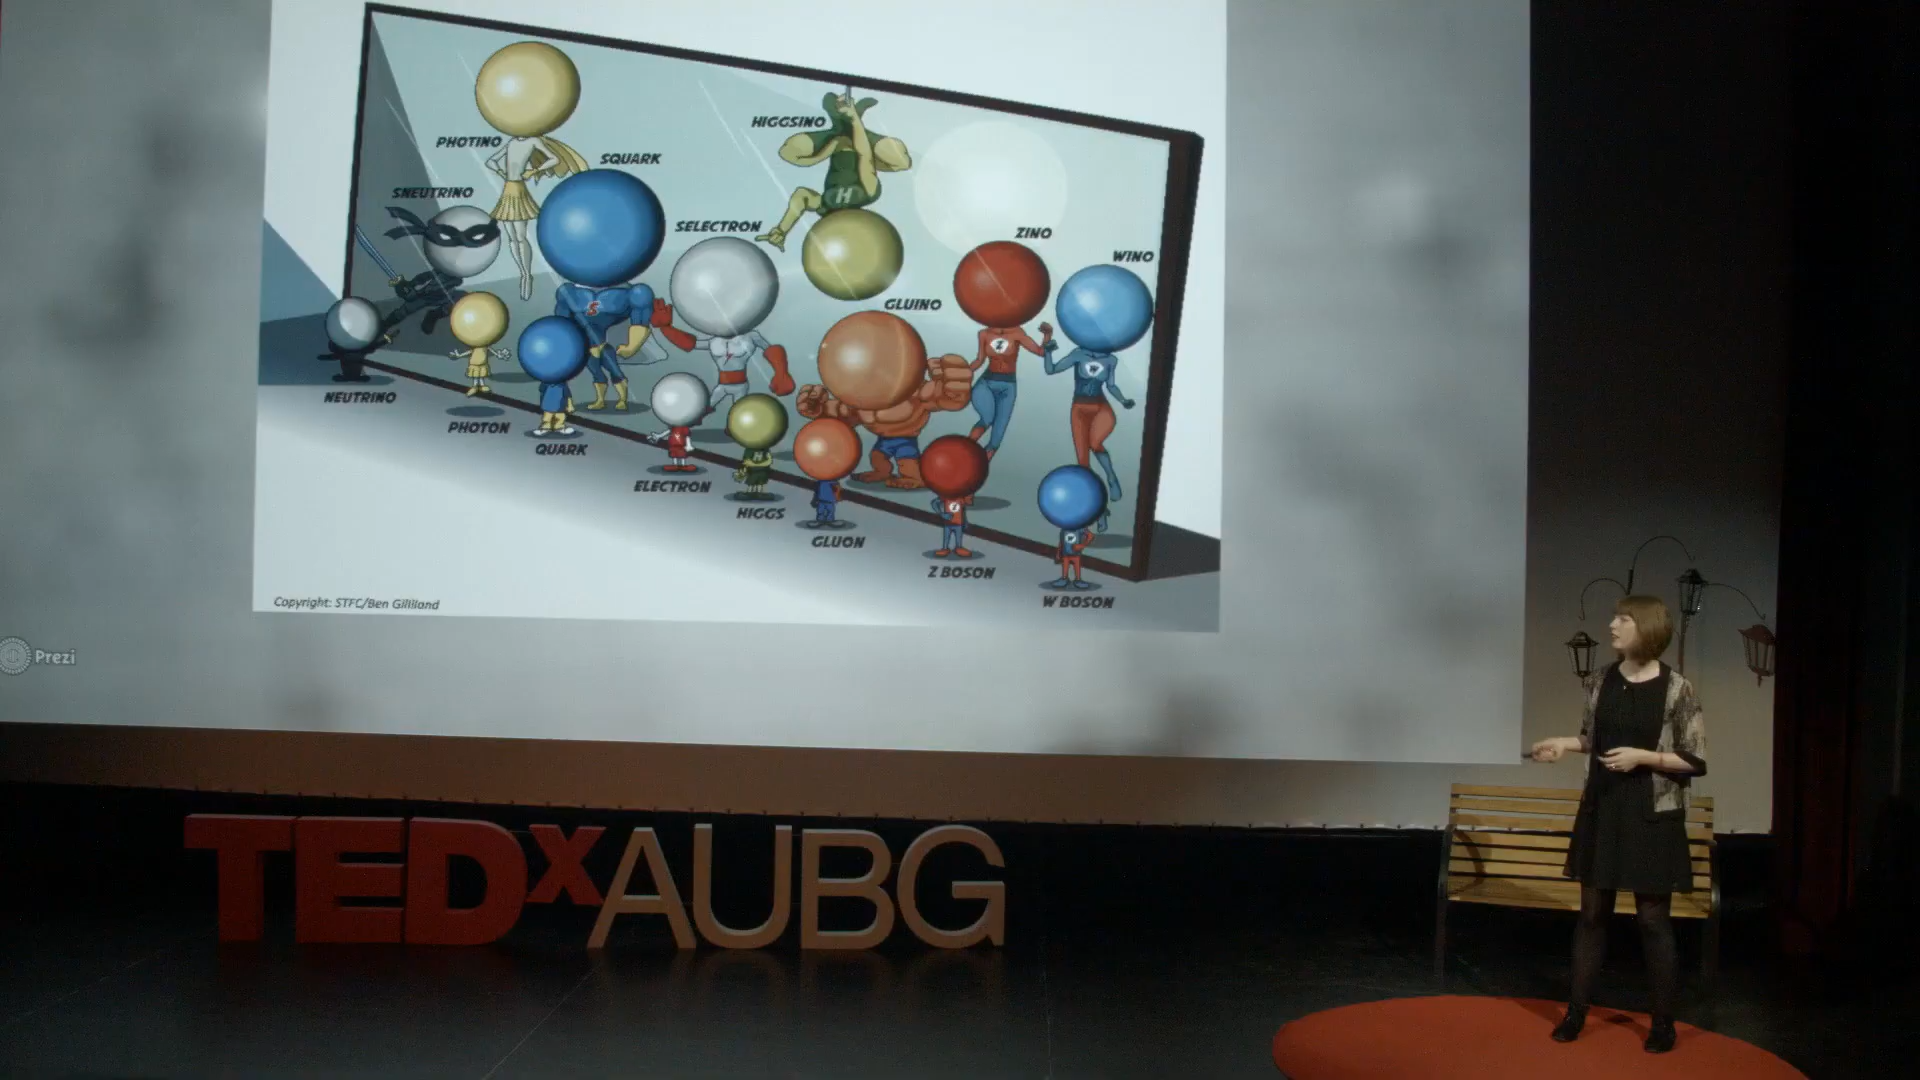 HIGGSINO
PHOTINO
SQUARK
SNEUTRINO
SELECTRON
ZINO
WINO
GLUINO
S
H
Z
W
NEUTRINO
PHOTON
QUARK
ELECTRON
HIGGS
GLUON
Z BOSON
W BOSON
Copyright: STFC/Ben Gilliland
Prezi
TEDxAUBG